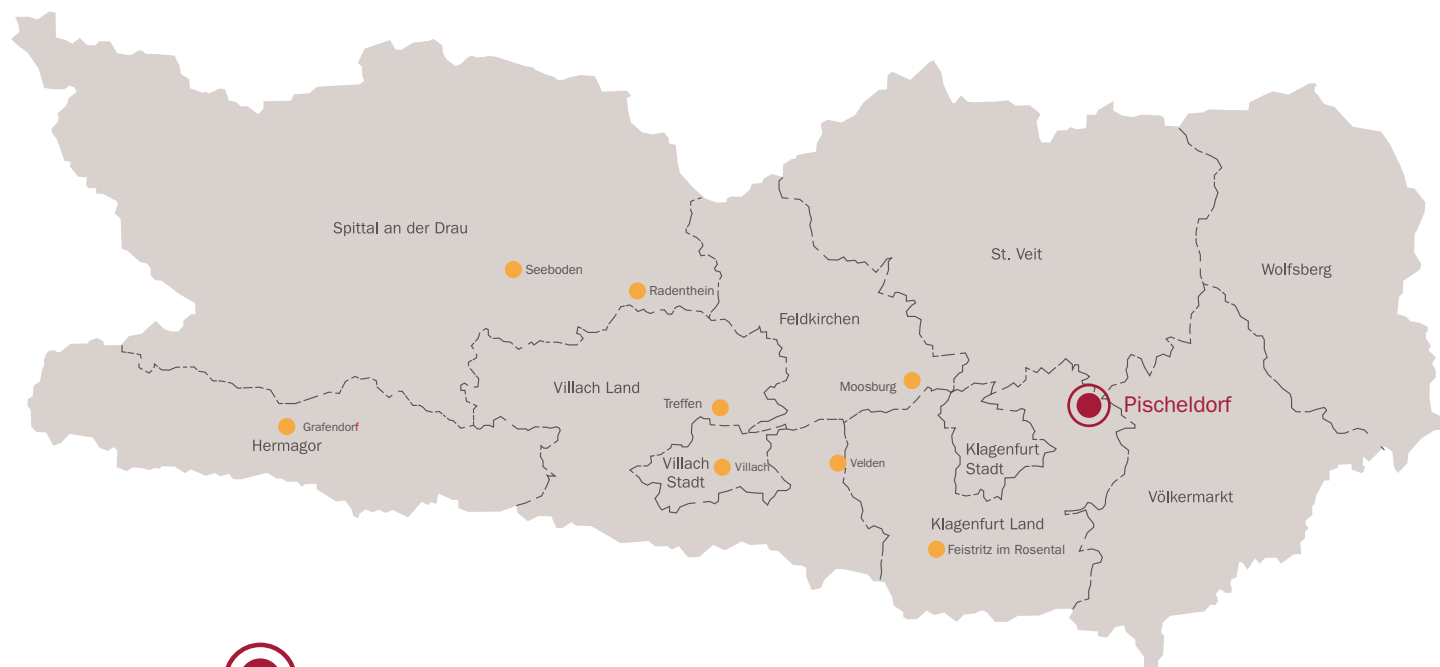 Spittal an der Drau
Seeboden
Radenthein
St. Veit
Wolfsberg
Feldkirchen
Villach Land
Treffen
Moosburg
Pischeldorf
Grafendorf
Hermagor
Villach
Stadt
Villach
Velden
Klagenfurt
Stadt
Völkermarkt
Klagenfurt Land
Feistritz im Rosental